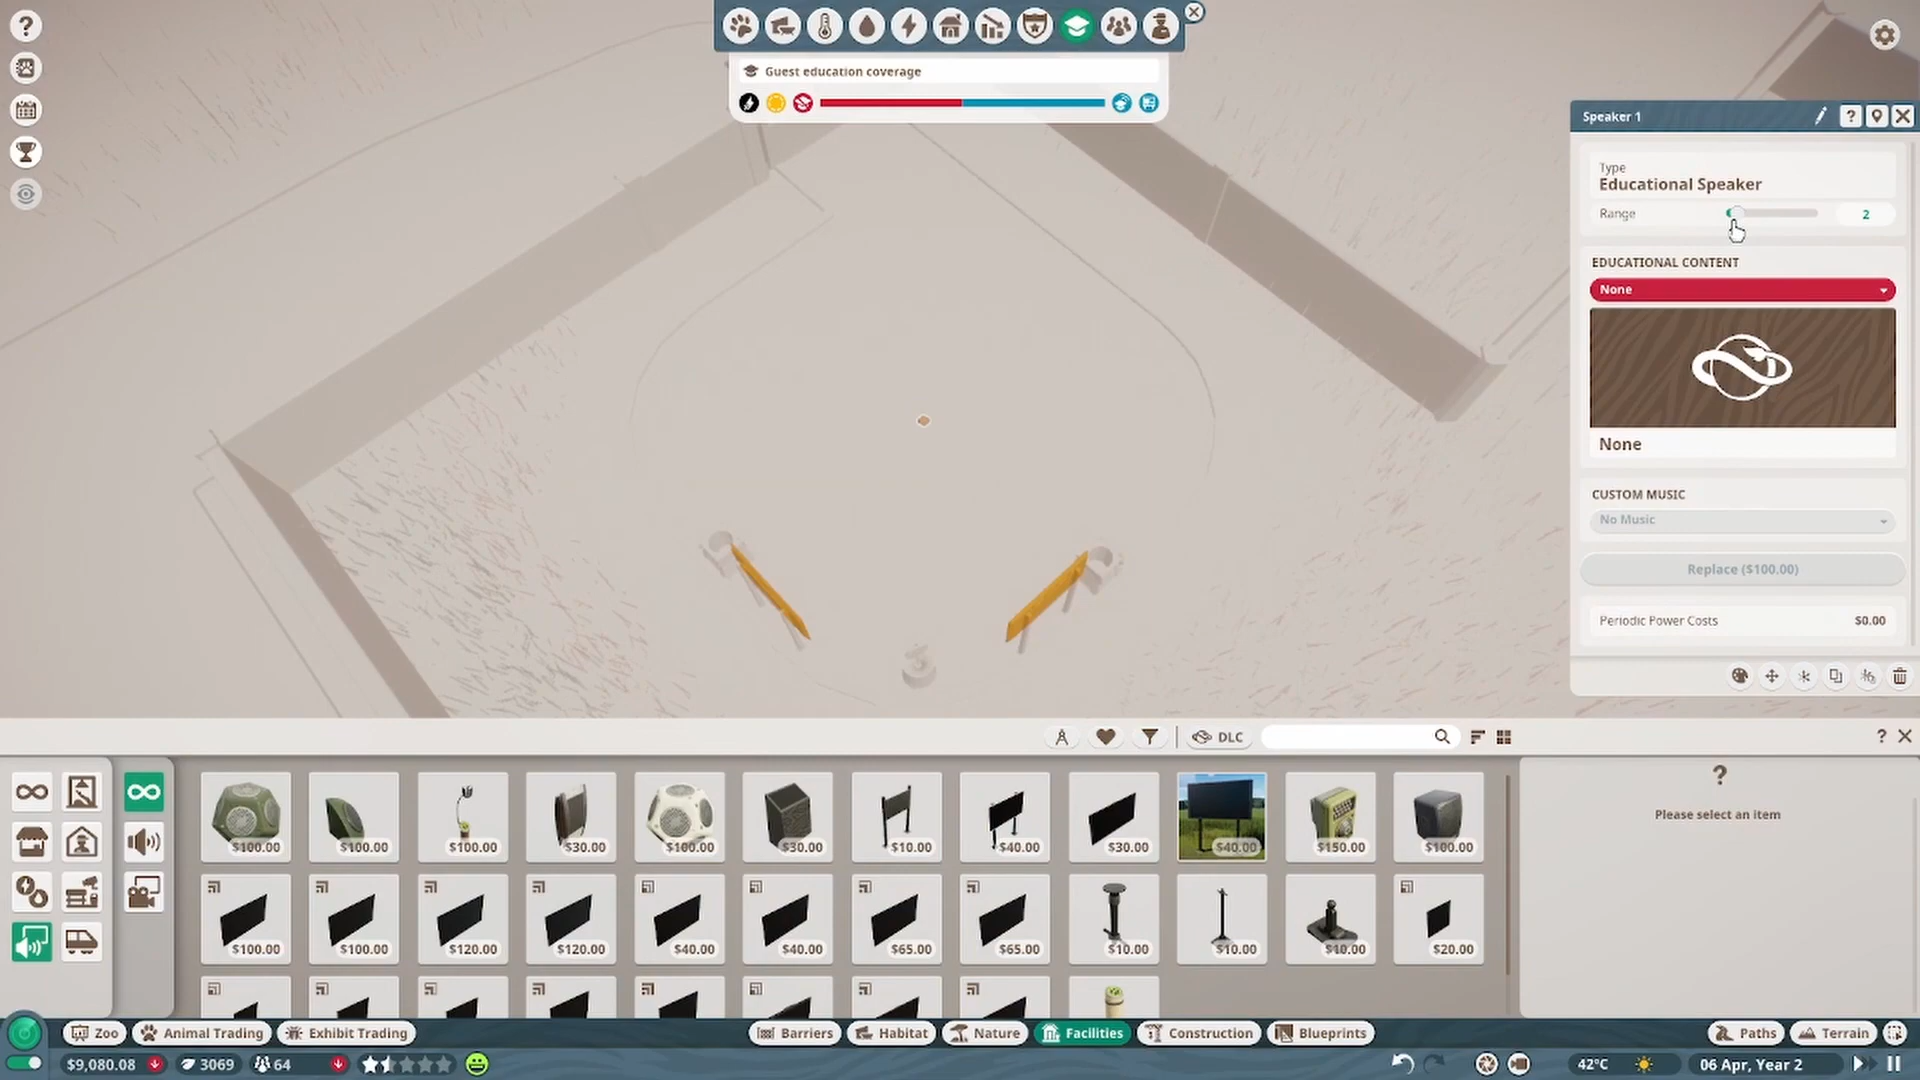 Guest education coverage
Speaker 1
Type
Educational Speaker
Range 2
EDUCATIONAL CONTENT
None
None
CUSTOM MUSIC
No Music
Replace ($100.00)
Periodic Power Costs $0.00
DLC
Please select an item
$100.00 $100.00 $100.00 $30.00 $100.00 $30.00 $10.00 $40.00 $30.00 $40.00 $150.00 $100.00
$100.00 $100.00 $120.00 $120.00 $40.00 $40.00 $65.00 $65.00 $10.00 $10.00 $10.00 $20.00
Zoo Animal Trading Exhibit Trading Barriers Habitat Nature Facilities Construction Blueprints Paths Terrain
$9,080.08 3069 64 42°C 06 Apr, Year 2